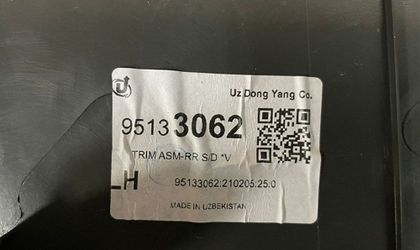 Uz Dong Yang Co.
95133062
TRIM ASM-RR S/D *V
LH 95133062:210205:25:0
MADE IN UZBEKISTAN